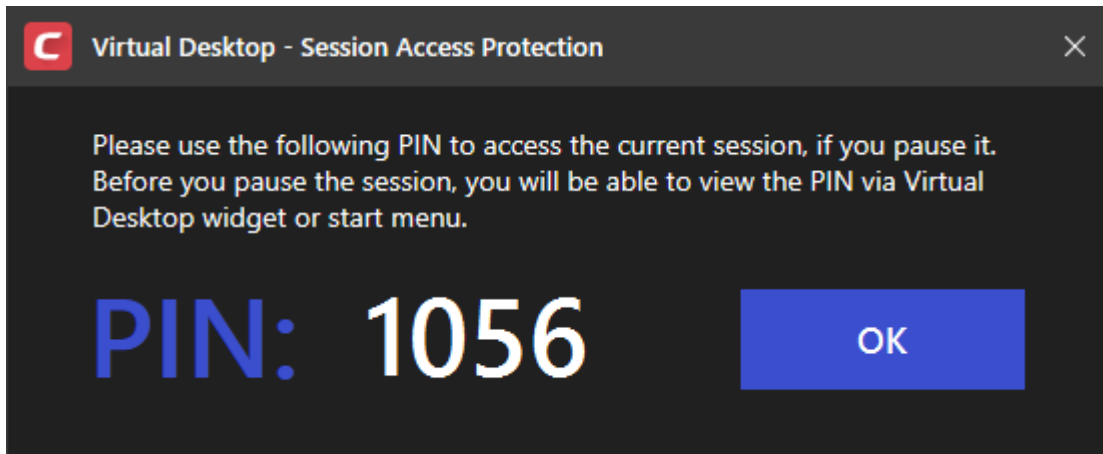 Virtual Desktop - Session Access Protection
Please use the following PIN to access the current session, if you pause it.
Before you pause the session, you will be able to view the PIN via Virtual
Desktop widget or start menu.
PIN: 1056
OK